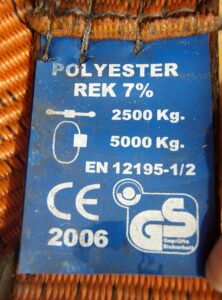 POLYESTER
REK 7%
2500 Kg.
5000 Kg.
EN 12195-1/2
CE
2006
GS
Geprüfte
Sicherheit